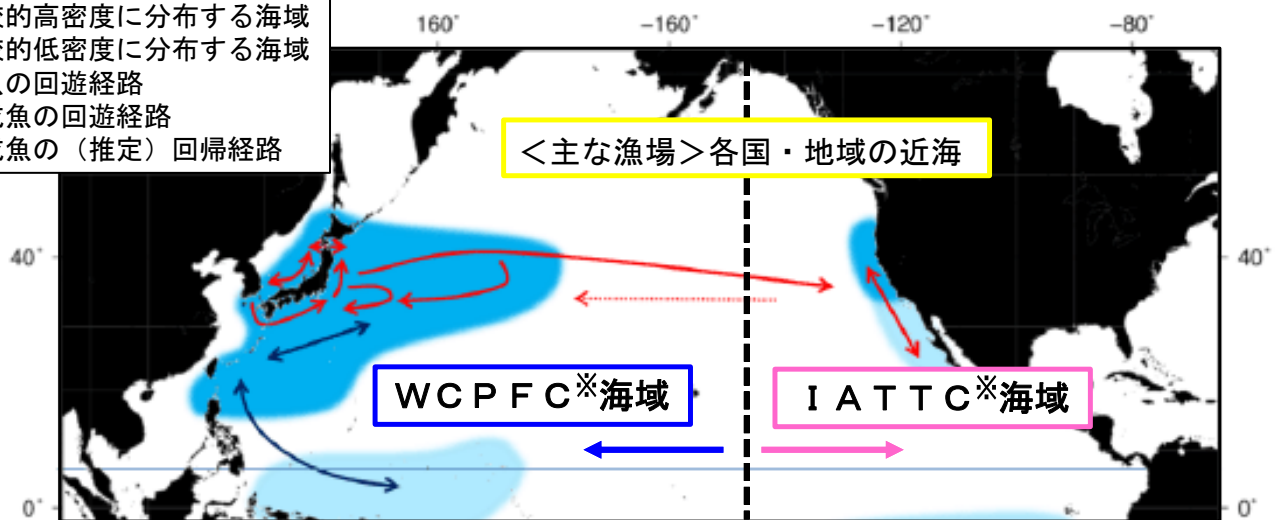 的高密度に分布する海域
的低密度に分布する海域
の回遊経路
魚の回遊経路
魚の（推定）回帰経路
160°
-160°
-120°
-80°
＜主な漁場＞各国・地域の近海
40°
40°
ＷＣＰＦＣ※海域
ＩＡＴＴＣ※海域
0°
0°